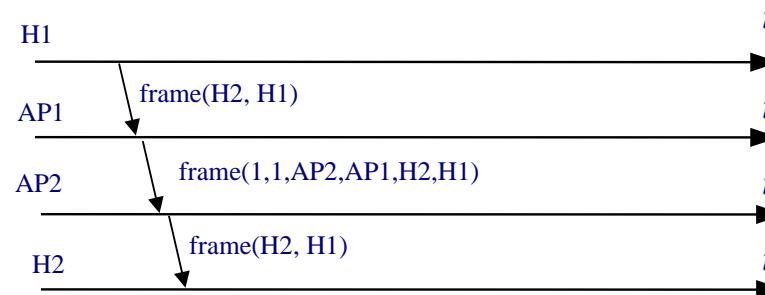 H1
frame(H2, H1)
AP1
frame(1,1,AP2,AP1,H2,H1)
AP2
frame(H2, H1)
H2